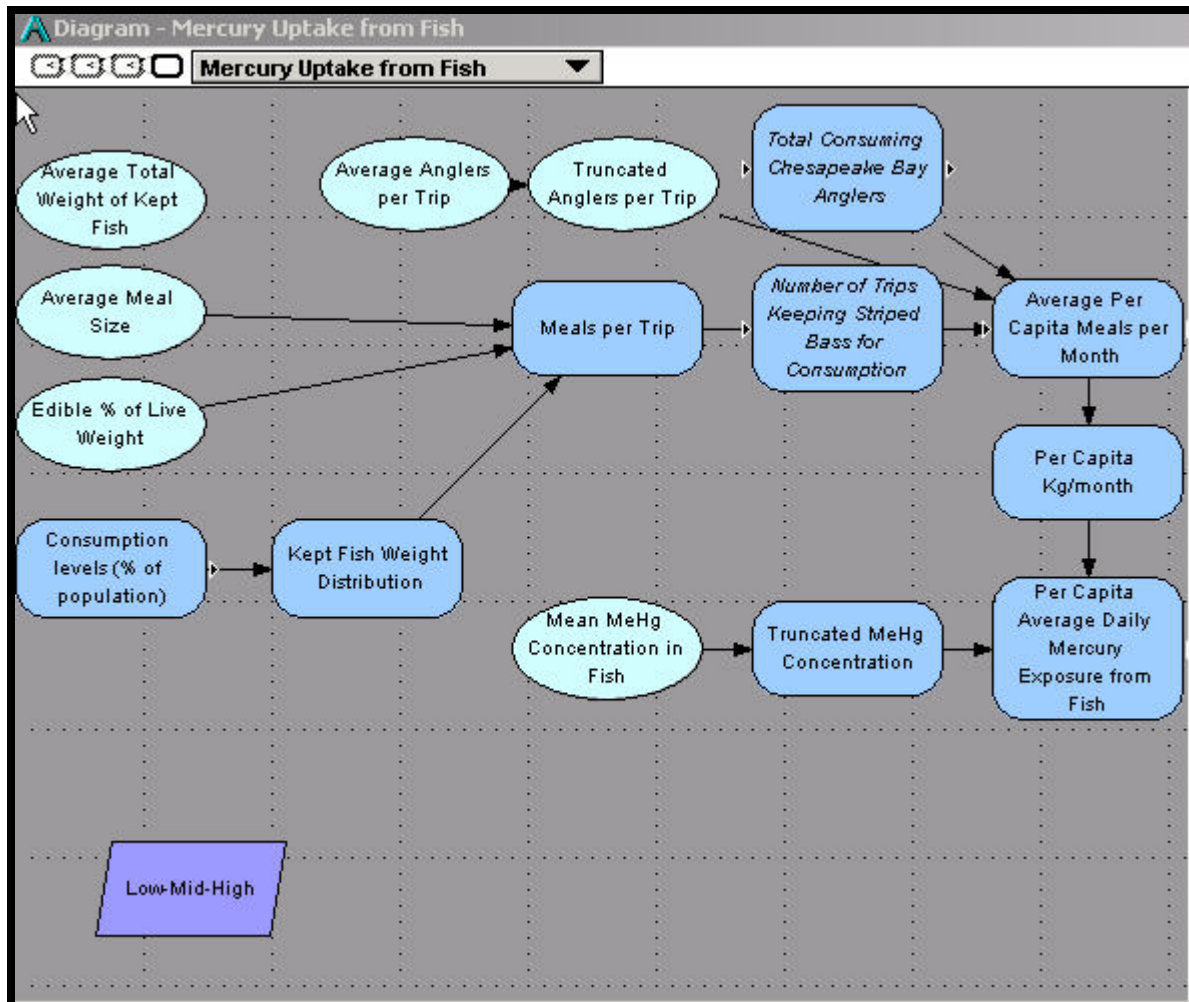 Diagram - Mercury Uptake from Fish
Mercury Uptake from Fish
Average Total
Weight of Kept
Fish
Average Anglers
per Trip
Truncated
Anglers per Trip
Total Consuming
Chesapeake Bay
Anglers
Average Meal
Size
Meals per Trip
Number of Trips
Keeping Striped
Bass for
Consumption
Average Per
Capita Meals per
Month
Edible % of Live
Weight
Per Capita
Kg/month
Consumption
levels (% of
population)
Kept Fish Weight
Distribution
Mean MeHg
Concentration in
Fish
Truncated MeHg
Concentration
Per Capita
Average Daily
Mercury
Exposure from
Fish
Low-Mid-High